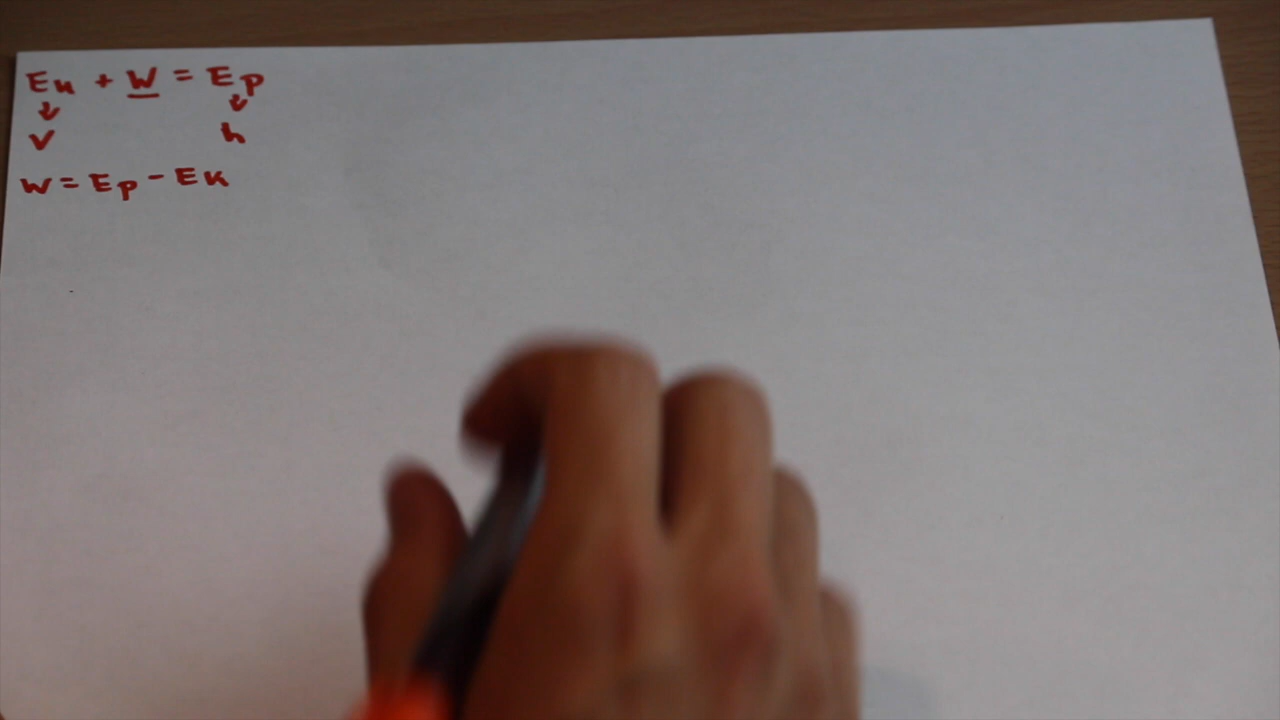 Ek + W = Ep
↓ ↓
v h
W = Ep - Ek